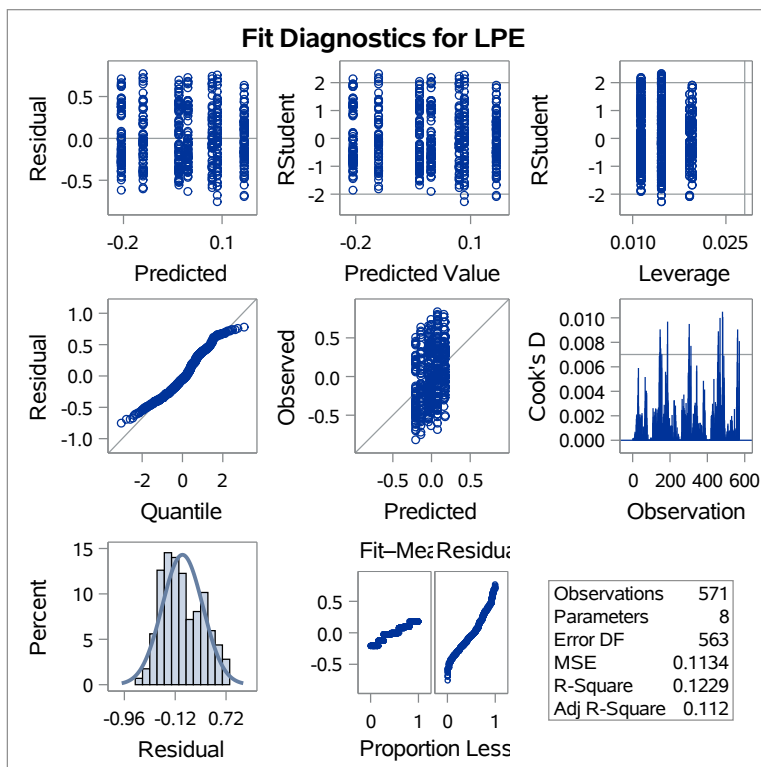 Fit Diagnostics for LPE
Residual
0.5
0.0
-0.5
-0.2
0.1
Predicted
RStudent
2
1
0
-1
-2
-0.2
0.1
Predicted Value
RStudent
2
1
0
-1
-2
0.010
0.025
Leverage
Residual
1.0
0.5
0.0
-0.5
-1.0
-2
0
2
Quantile
Observed
0.5
0.0
-0.5
-0.5
0.0
0.5
Predicted
Cook's D
0.010
0.008
0.006
0.004
0.002
0.000
0
200
400
600
Observation
Percent
15
10
5
0
-0.96
-0.12
0.72
Residual
Fit–Mea
Residua
0.5
0.0
-0.5
0
1
0
1
Proportion Less
Observations 571
Parameters 8
Error DF 563
MSE 0.1134
R-Square 0.1229
Adj R-Square 0.112